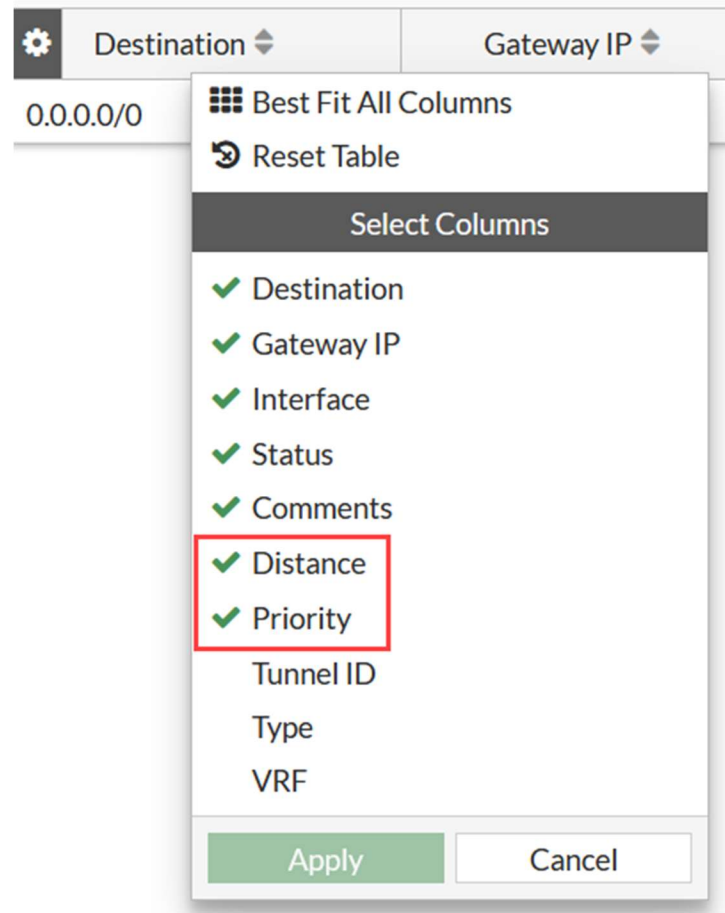 Destination Gateway IP
0.0.0.0/0
Best Fit All Columns
Reset Table
Select Columns
Destination
Gateway IP
Interface
Status
Comments
Distance
Priority
Tunnel ID
Type
VRF
Apply Cancel